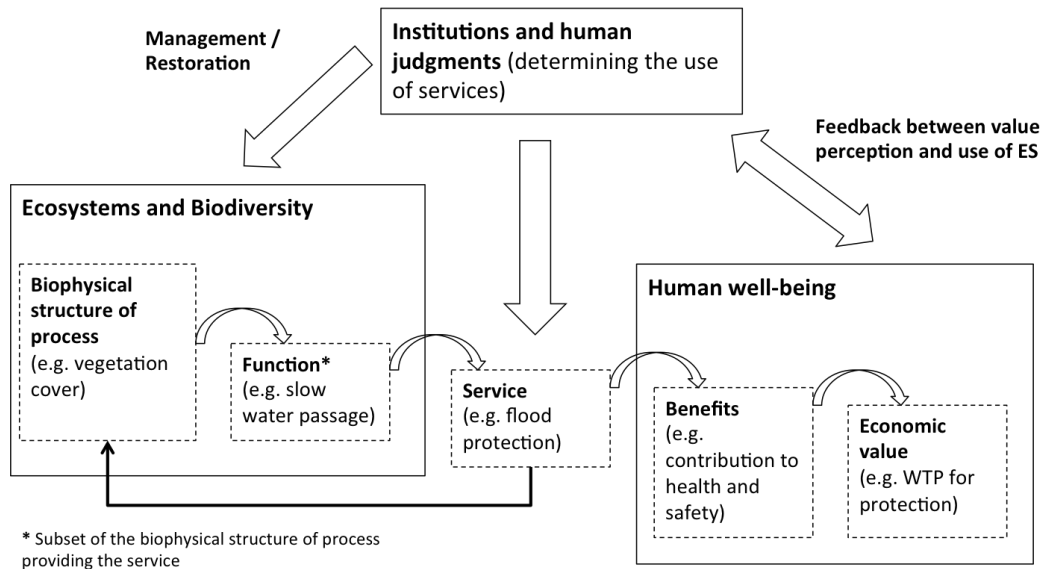 Management /
Restoration
Institutions and human
judgments (determining the use
of services)
Feedback between value
perception and use of ES
Ecosystems and Biodiversity
Biophysical
structure of
process
(e.g. vegetation
cover)
Function*
(e.g. slow
water passage)
Service
(e.g. flood
protection)
Human well-being
Benefits
(e.g.
contribution to
health and
safety)
Economic
value
(e.g. WTP for
protection)
* Subset of the biophysical structure of process
providing the service